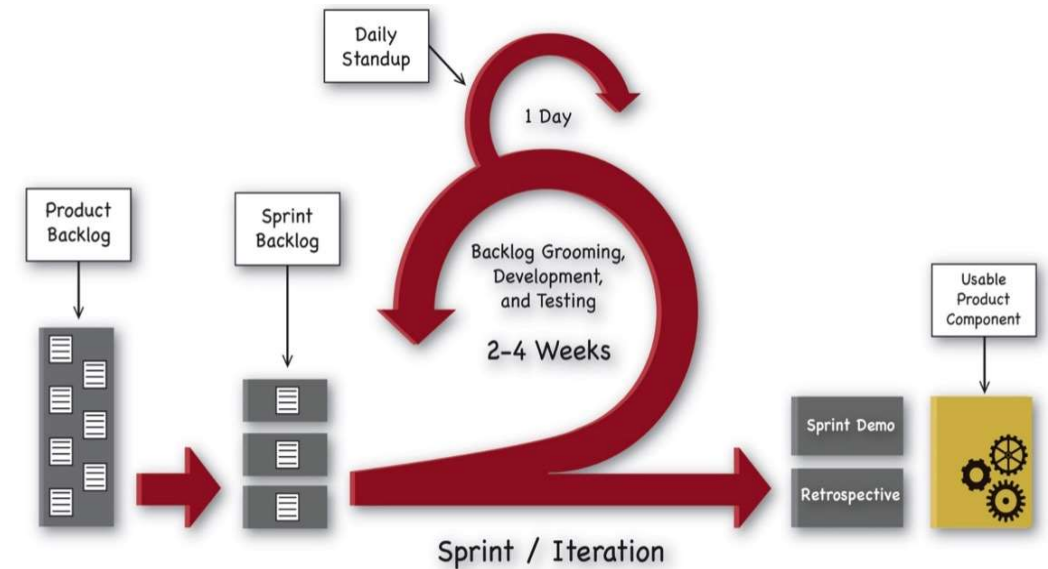 Daily
Standup
1 Day
Product
Backlog
Sprint
Backlog
Backlog Grooming,
Development,
and Testing
2-4 Weeks
Usable
Product
Component
Sprint Demo
Retrospective
Sprint / Iteration